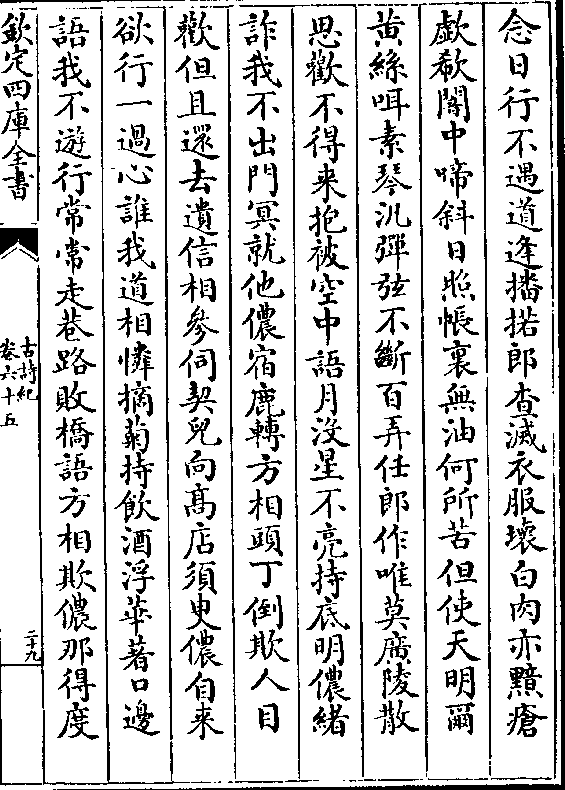 念日行不遇道逢播掿郎查滅衣服壞白肉亦黯瘡
歔欷闇中啼斜日照帳裏無油何所苦但使天明爾
黄絲咡素琴汎彈弦不斷百弄任郎作唯莫廣陵散
思歡不得来抱被空中語月沒星不亮持底明儂緒
詐我不出門冥就他儂宿鹿轉方相頭丁倒欺人目
歡但且還去遺信相參伺契兒向髙店須臾儂自来
欲行一過心誰我道相憐摘菊持飲酒浮華著口邊
語我不遊行常常走巷路敗橋語方相欺儂那得度
欽定四庫全書
古詩紀
卷六十五
二十九